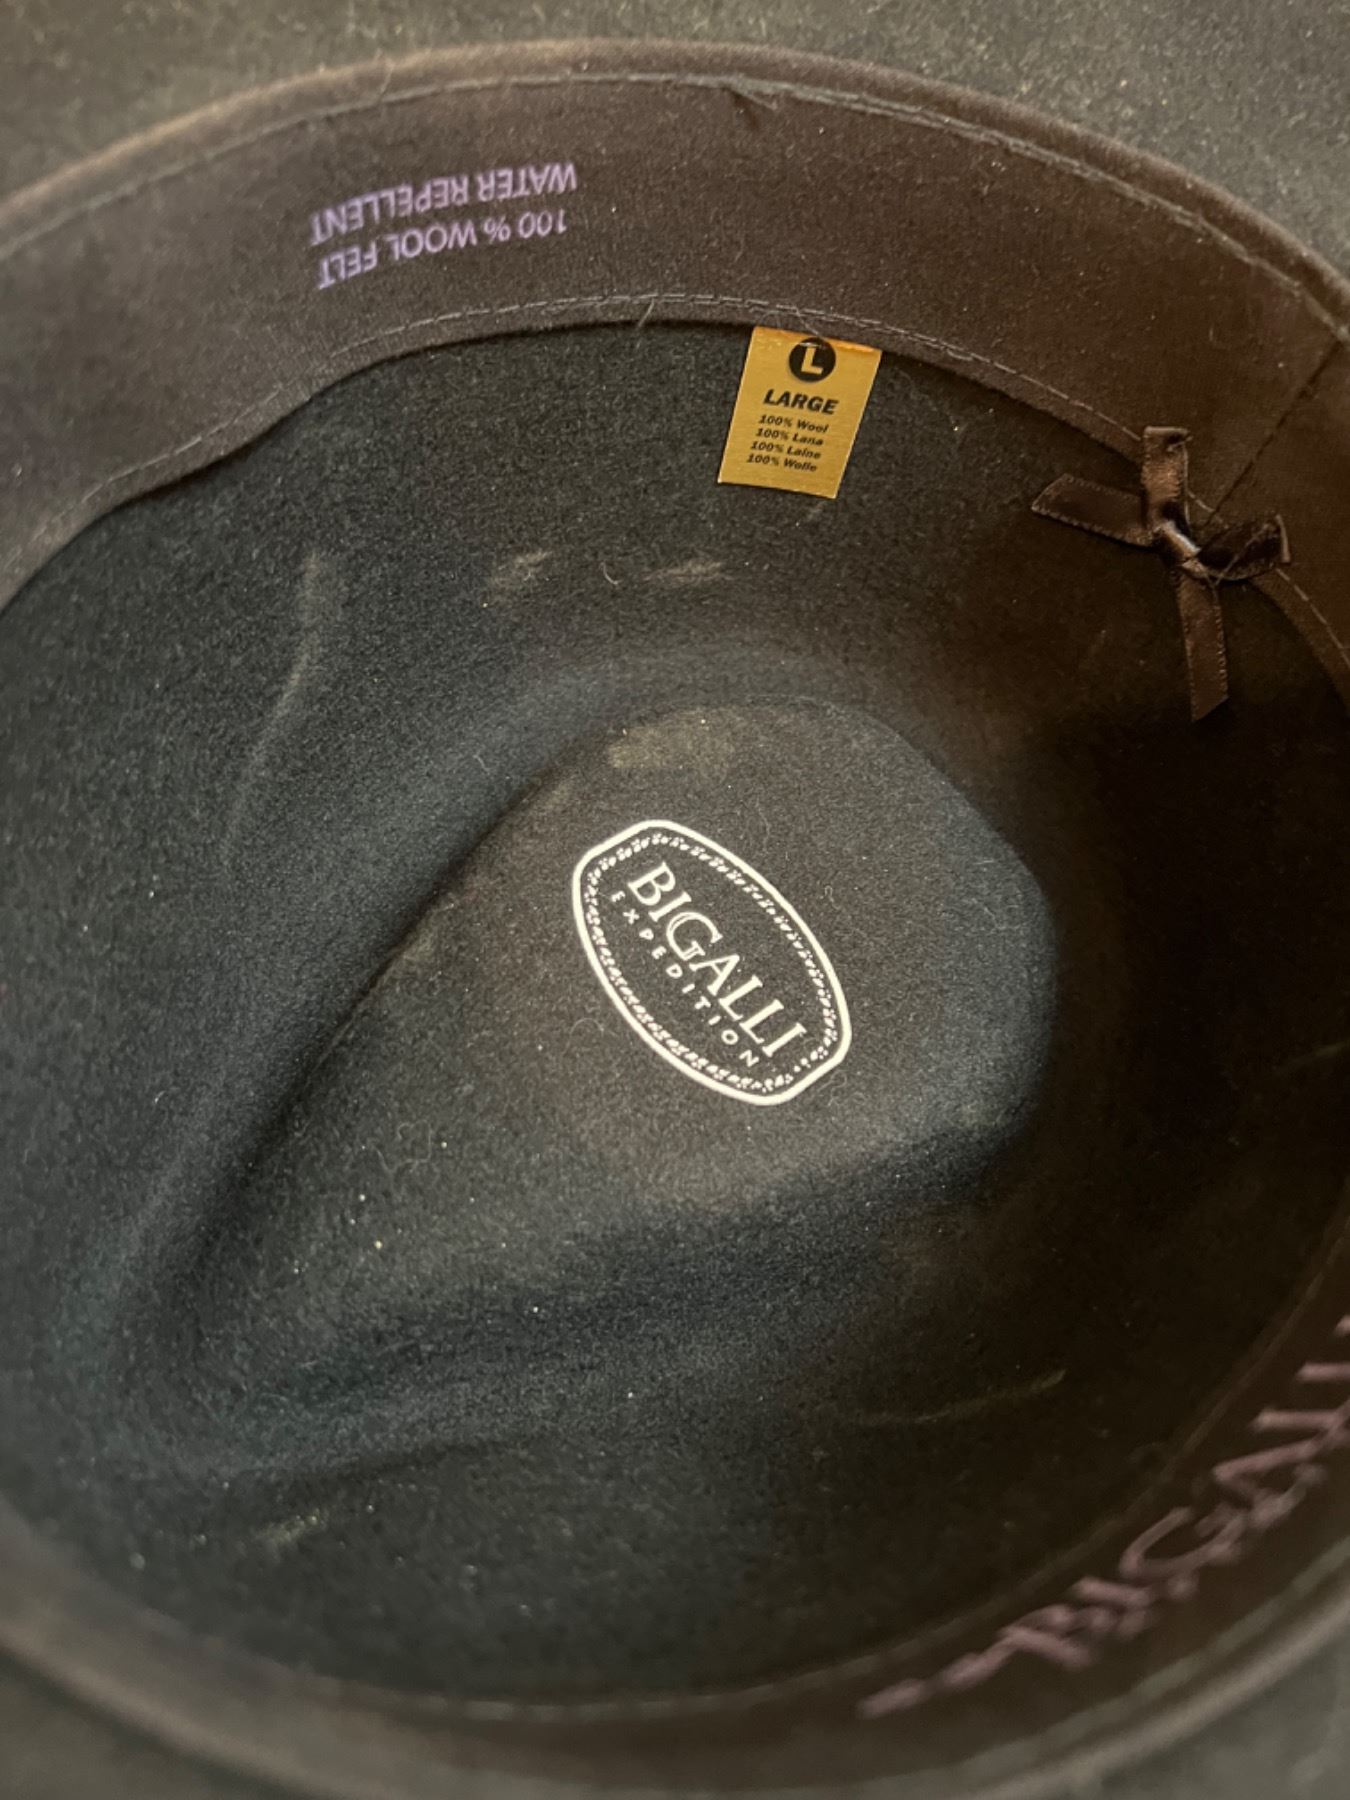 100 % WOOL FELT
WATER REPELLENT
L
LARGE
100% Wool
100% Lana
100% Laine
100% Wolle
BIGALLI
EXPEDITION